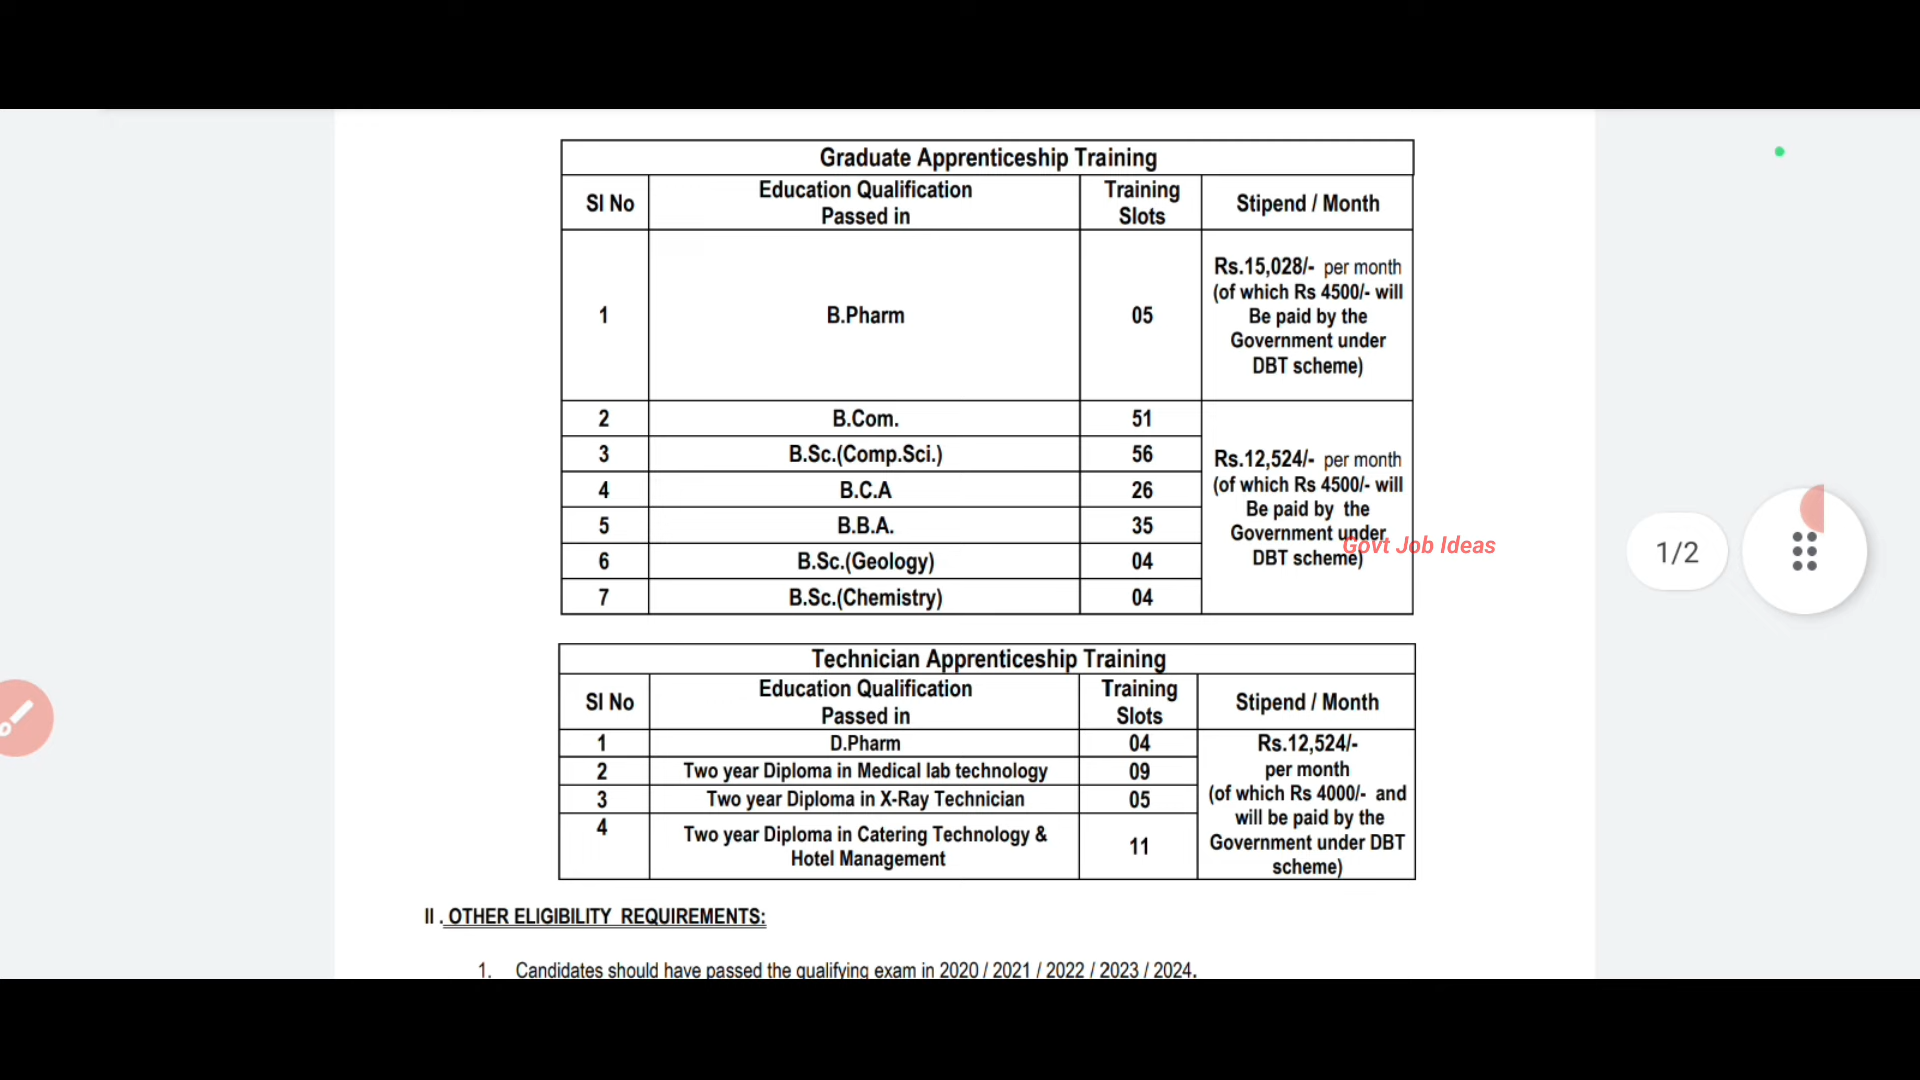 Graduate Apprenticeship Training
Sl No
Education Qualification
Passed in
Training
Slots
Stipend / Month
1
B.Pharm
05
Rs.15,028/- per month
(of which Rs 4500/- will
Be paid by the
Government under
DBT scheme)
2
B.Com.
51
3
B.Sc.(Comp.Sci.)
56
4
B.C.A
26
5
B.B.A.
35
6
B.Sc.(Geology)
04
7
B.Sc.(Chemistry)
04
Rs.12,524/- per month
(of which Rs 4500/- will
Be paid by the
Government under
DBT scheme)
Govt Job Ideas
1/2
Technician Apprenticeship Training
Sl No
Education Qualification
Passed in
Training
Slots
Stipend / Month
1
D.Pharm
04
2
Two year Diploma in Medical lab technology
09
3
Two year Diploma in X-Ray Technician
05
4
Two year Diploma in Catering Technology &
Hotel Management
11
Rs.12,524/-
per month
(of which Rs 4000/- and
will be paid by the
Government under DBT
scheme)
II . OTHER ELIGIBILITY REQUIREMENTS:
1. Candidates should have passed the qualifying exam in 2020 / 2021 / 2022 / 2023 / 2024.